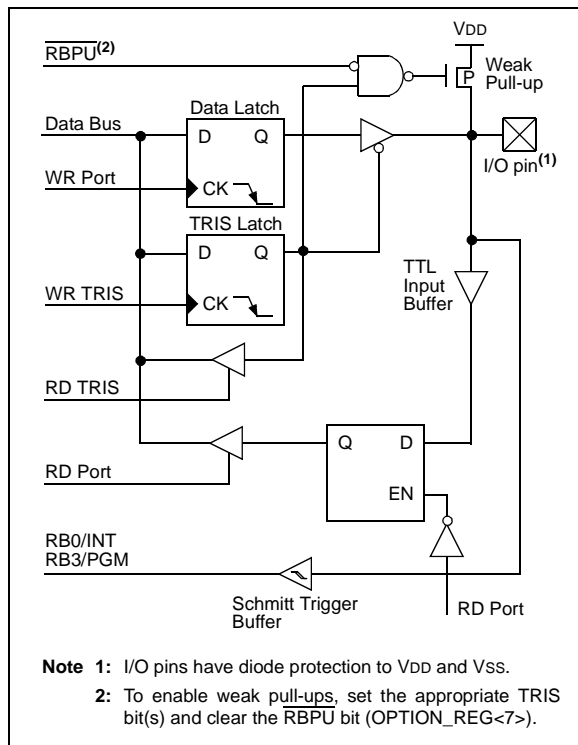 VDD
RBPU(2)
P
Weak
Pull-up
Data Latch
Data Bus
D
Q
I/O pin(1)
WR Port
CK
TRIS Latch
D
Q
TTL
Input
Buffer
WR TRIS
CK
RD TRIS
Q
D
RD Port
EN
RB0/INT
RB3/PGM
Schmitt Trigger
Buffer
RD Port
Note 1: I/O pins have diode protection to VDD and VSS.
2: To enable weak pull-ups, set the appropriate TRIS
bit(s) and clear the RBPU bit (OPTION_REG<7>).